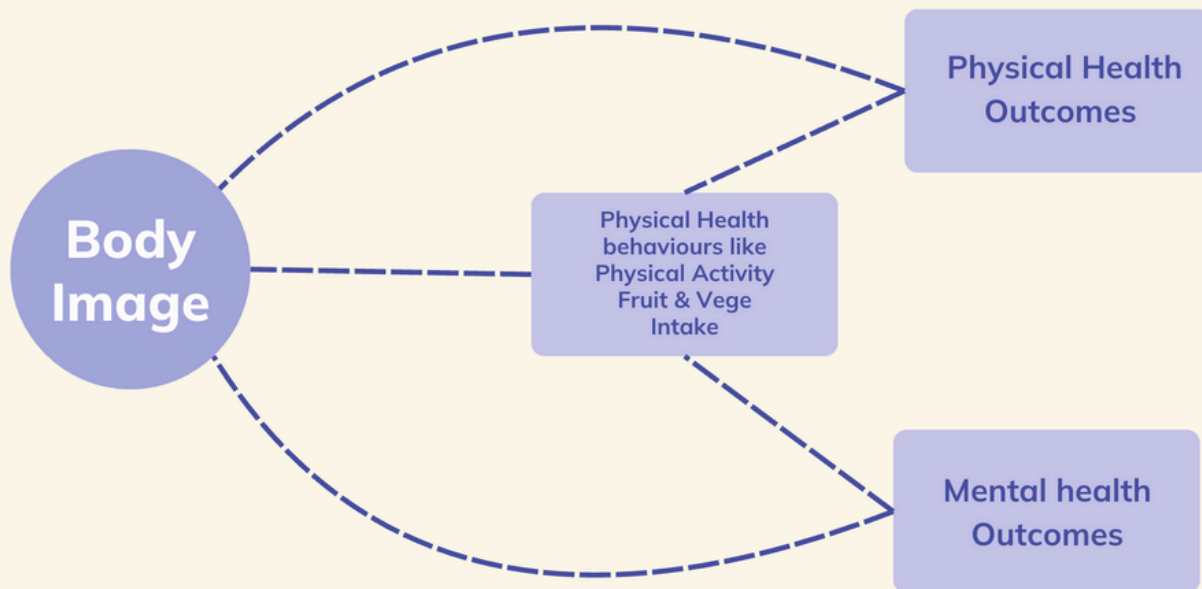 Body
Image
Physical Health
Outcomes
Physical Health
behaviours like
Physical Activity
Fruit & Vege
Intake
Mental health
Outcomes